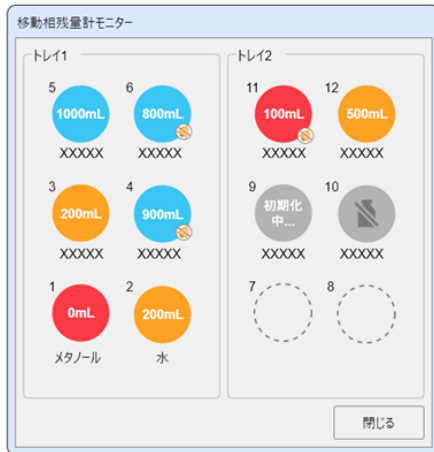 移動相残量計モニター
トレイ1
5
1000mL
XXXXX
6
800mL
XXXXX
3
200mL
XXXXX
4
900mL
XXXXX
1
0mL
メタノール
2
200mL
水
トレイ2
11
100mL
XXXXX
12
500mL
XXXXX
9
初期化
中...
XXXXX
10
XXXXX
7
8
閉じる